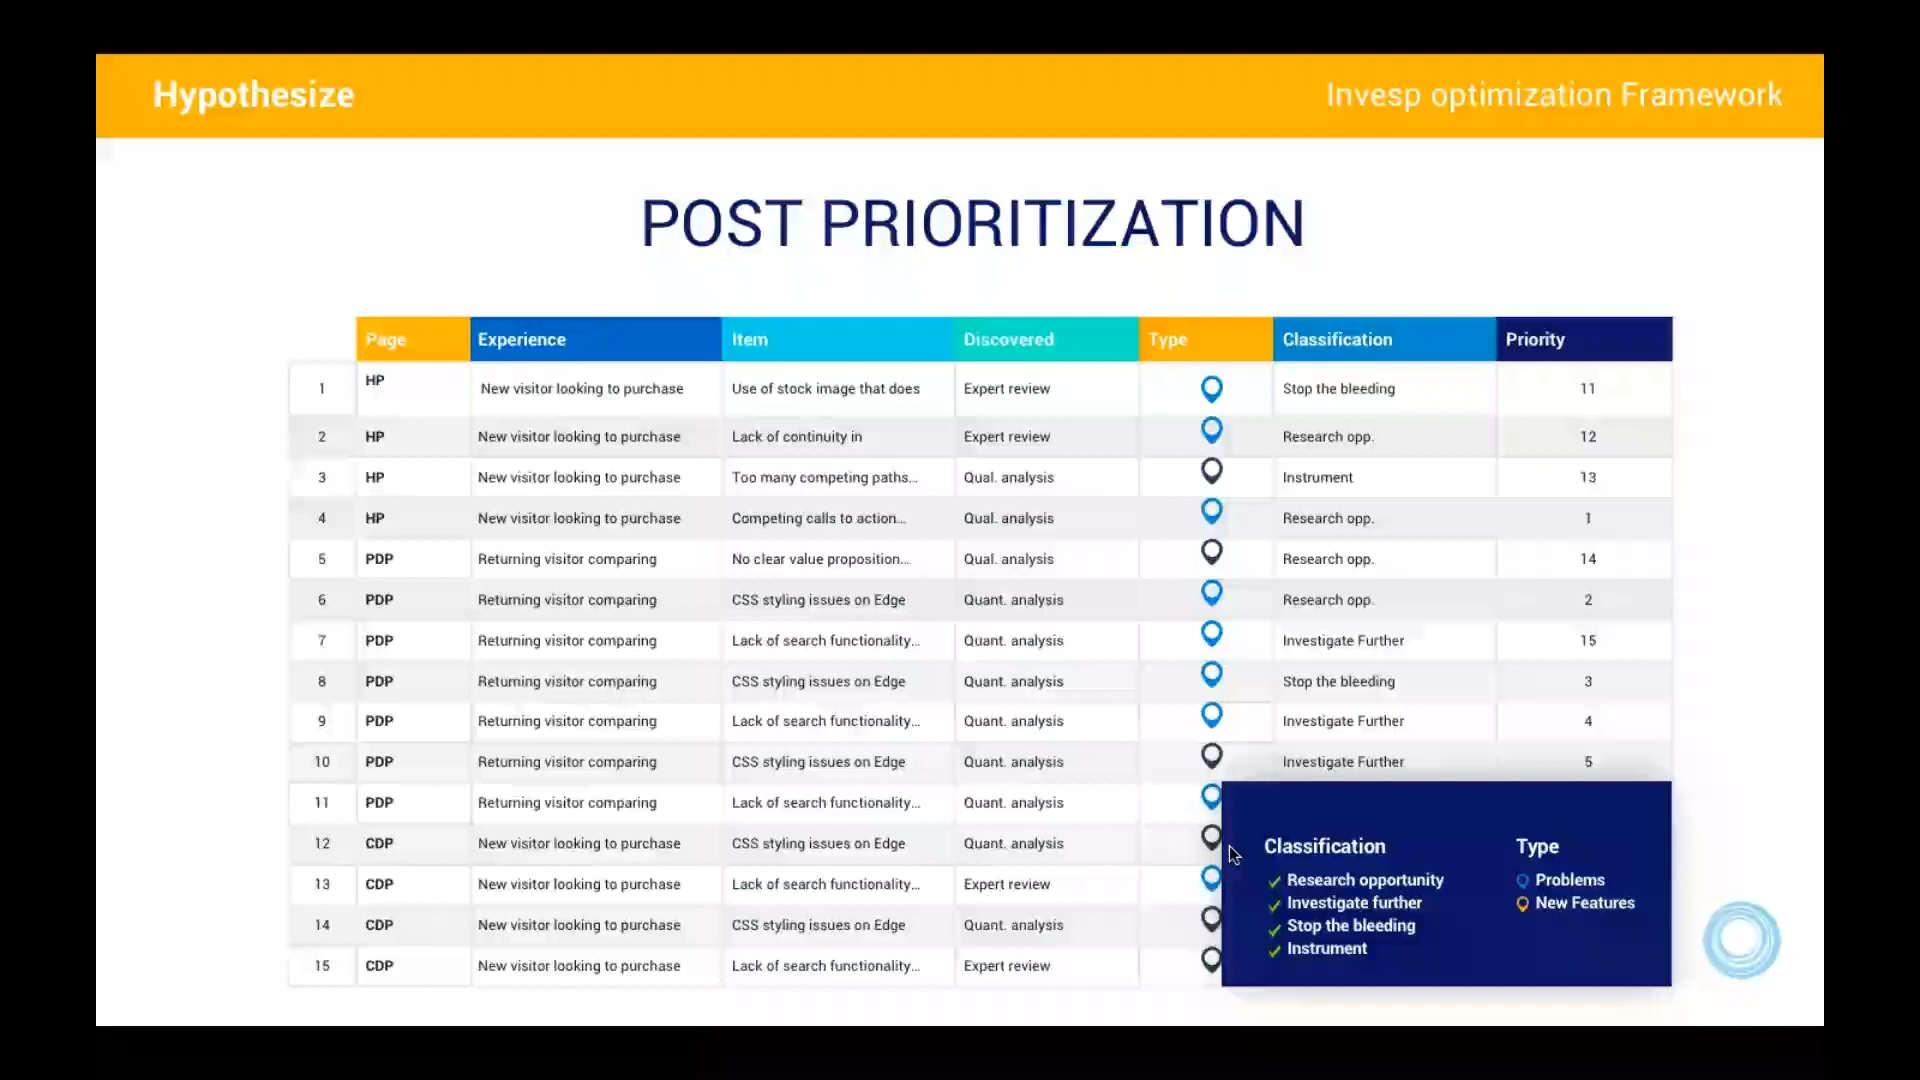 Hypothesize
Invesp optimization Framework
POST PRIORITIZATION
Page Experience Item Discovered Type Classification Priority
1 HP New visitor looking to purchase Use of stock image that does Expert review Stop the bleeding 11
2 HP New visitor looking to purchase Lack of continuity in Expert review Research opp. 12
3 HP New visitor looking to purchase Too many competing paths... Qual. analysis Instrument 13
4 HP New visitor looking to purchase Competing calls to action... Qual. analysis Research opp. 1
5 PDP Returning visitor comparing No clear value proposition... Qual. analysis Research opp. 14
6 PDP Returning visitor comparing CSS styling issues on Edge Quant. analysis Research opp. 2
7 PDP Returning visitor comparing Lack of search functionality... Quant. analysis Investigate Further 15
8 PDP Returning visitor comparing CSS styling issues on Edge Quant. analysis Stop the bleeding 3
9 PDP Returning visitor comparing Lack of search functionality... Quant. analysis Investigate Further 4
10 PDP Returning visitor comparing CSS styling issues on Edge Quant. analysis Investigate Further 5
11 PDP Returning visitor comparing Lack of search functionality... Quant. analysis
12 CDP New visitor looking to purchase CSS styling issues on Edge Quant. analysis
13 CDP New visitor looking to purchase Lack of search functionality... Expert review
14 CDP New visitor looking to purchase CSS styling issues on Edge Quant. analysis
15 CDP New visitor looking to purchase Lack of search functionality... Expert review
Classification
Research opportunity
Investigate further
Stop the bleeding
Instrument
Type
Problems
New Features